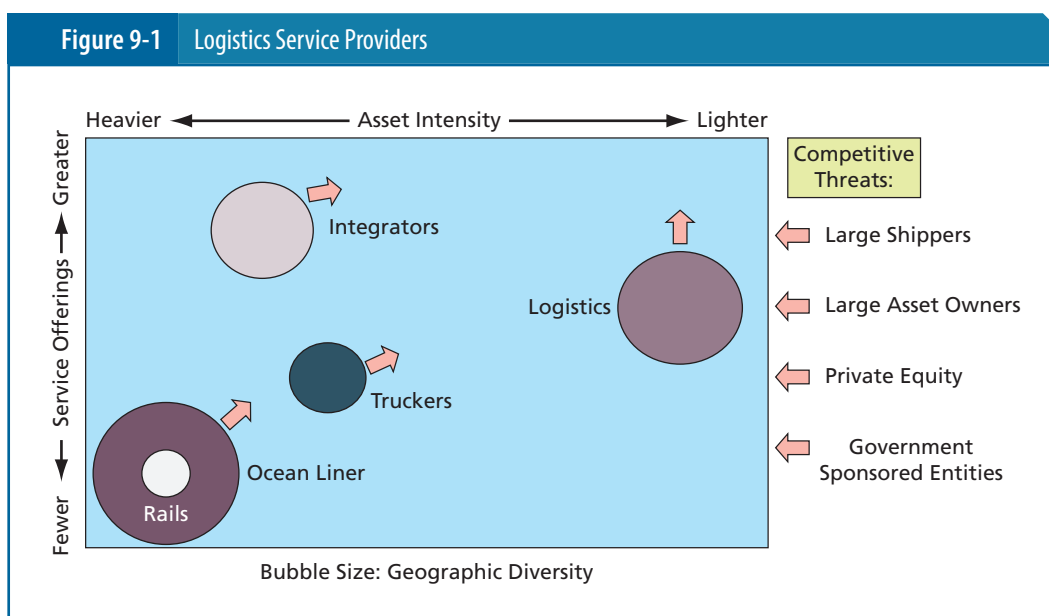 Figure 9-1 Logistics Service Providers
Heavier Asset Intensity Lighter
Competitive
Threats:
Greater
Service Offerings
Fewer
Integrators
Large Shippers
Logistics
Large Asset Owners
Truckers
Private Equity
Ocean Liner
Rails
Government
Sponsored Entities
Bubble Size: Geographic Diversity